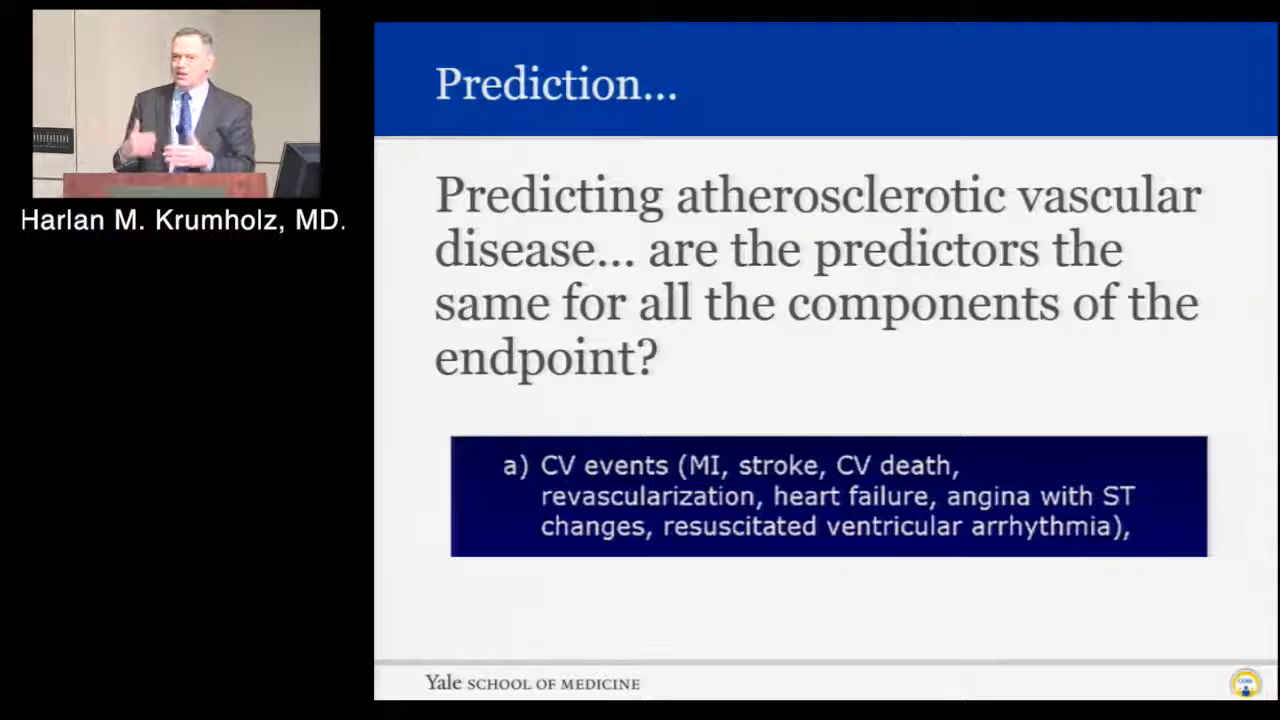 Harlan M. Krumholz, MD.
Prediction...
Predicting atherosclerotic vascular
disease... are the predictors the
same for all the components of the
endpoint?
a) CV events (MI, stroke, CV death,
revascularization, heart failure, angina with ST
changes, resuscitated ventricular arrhythmia),
Yale SCHOOL OF MEDICINE